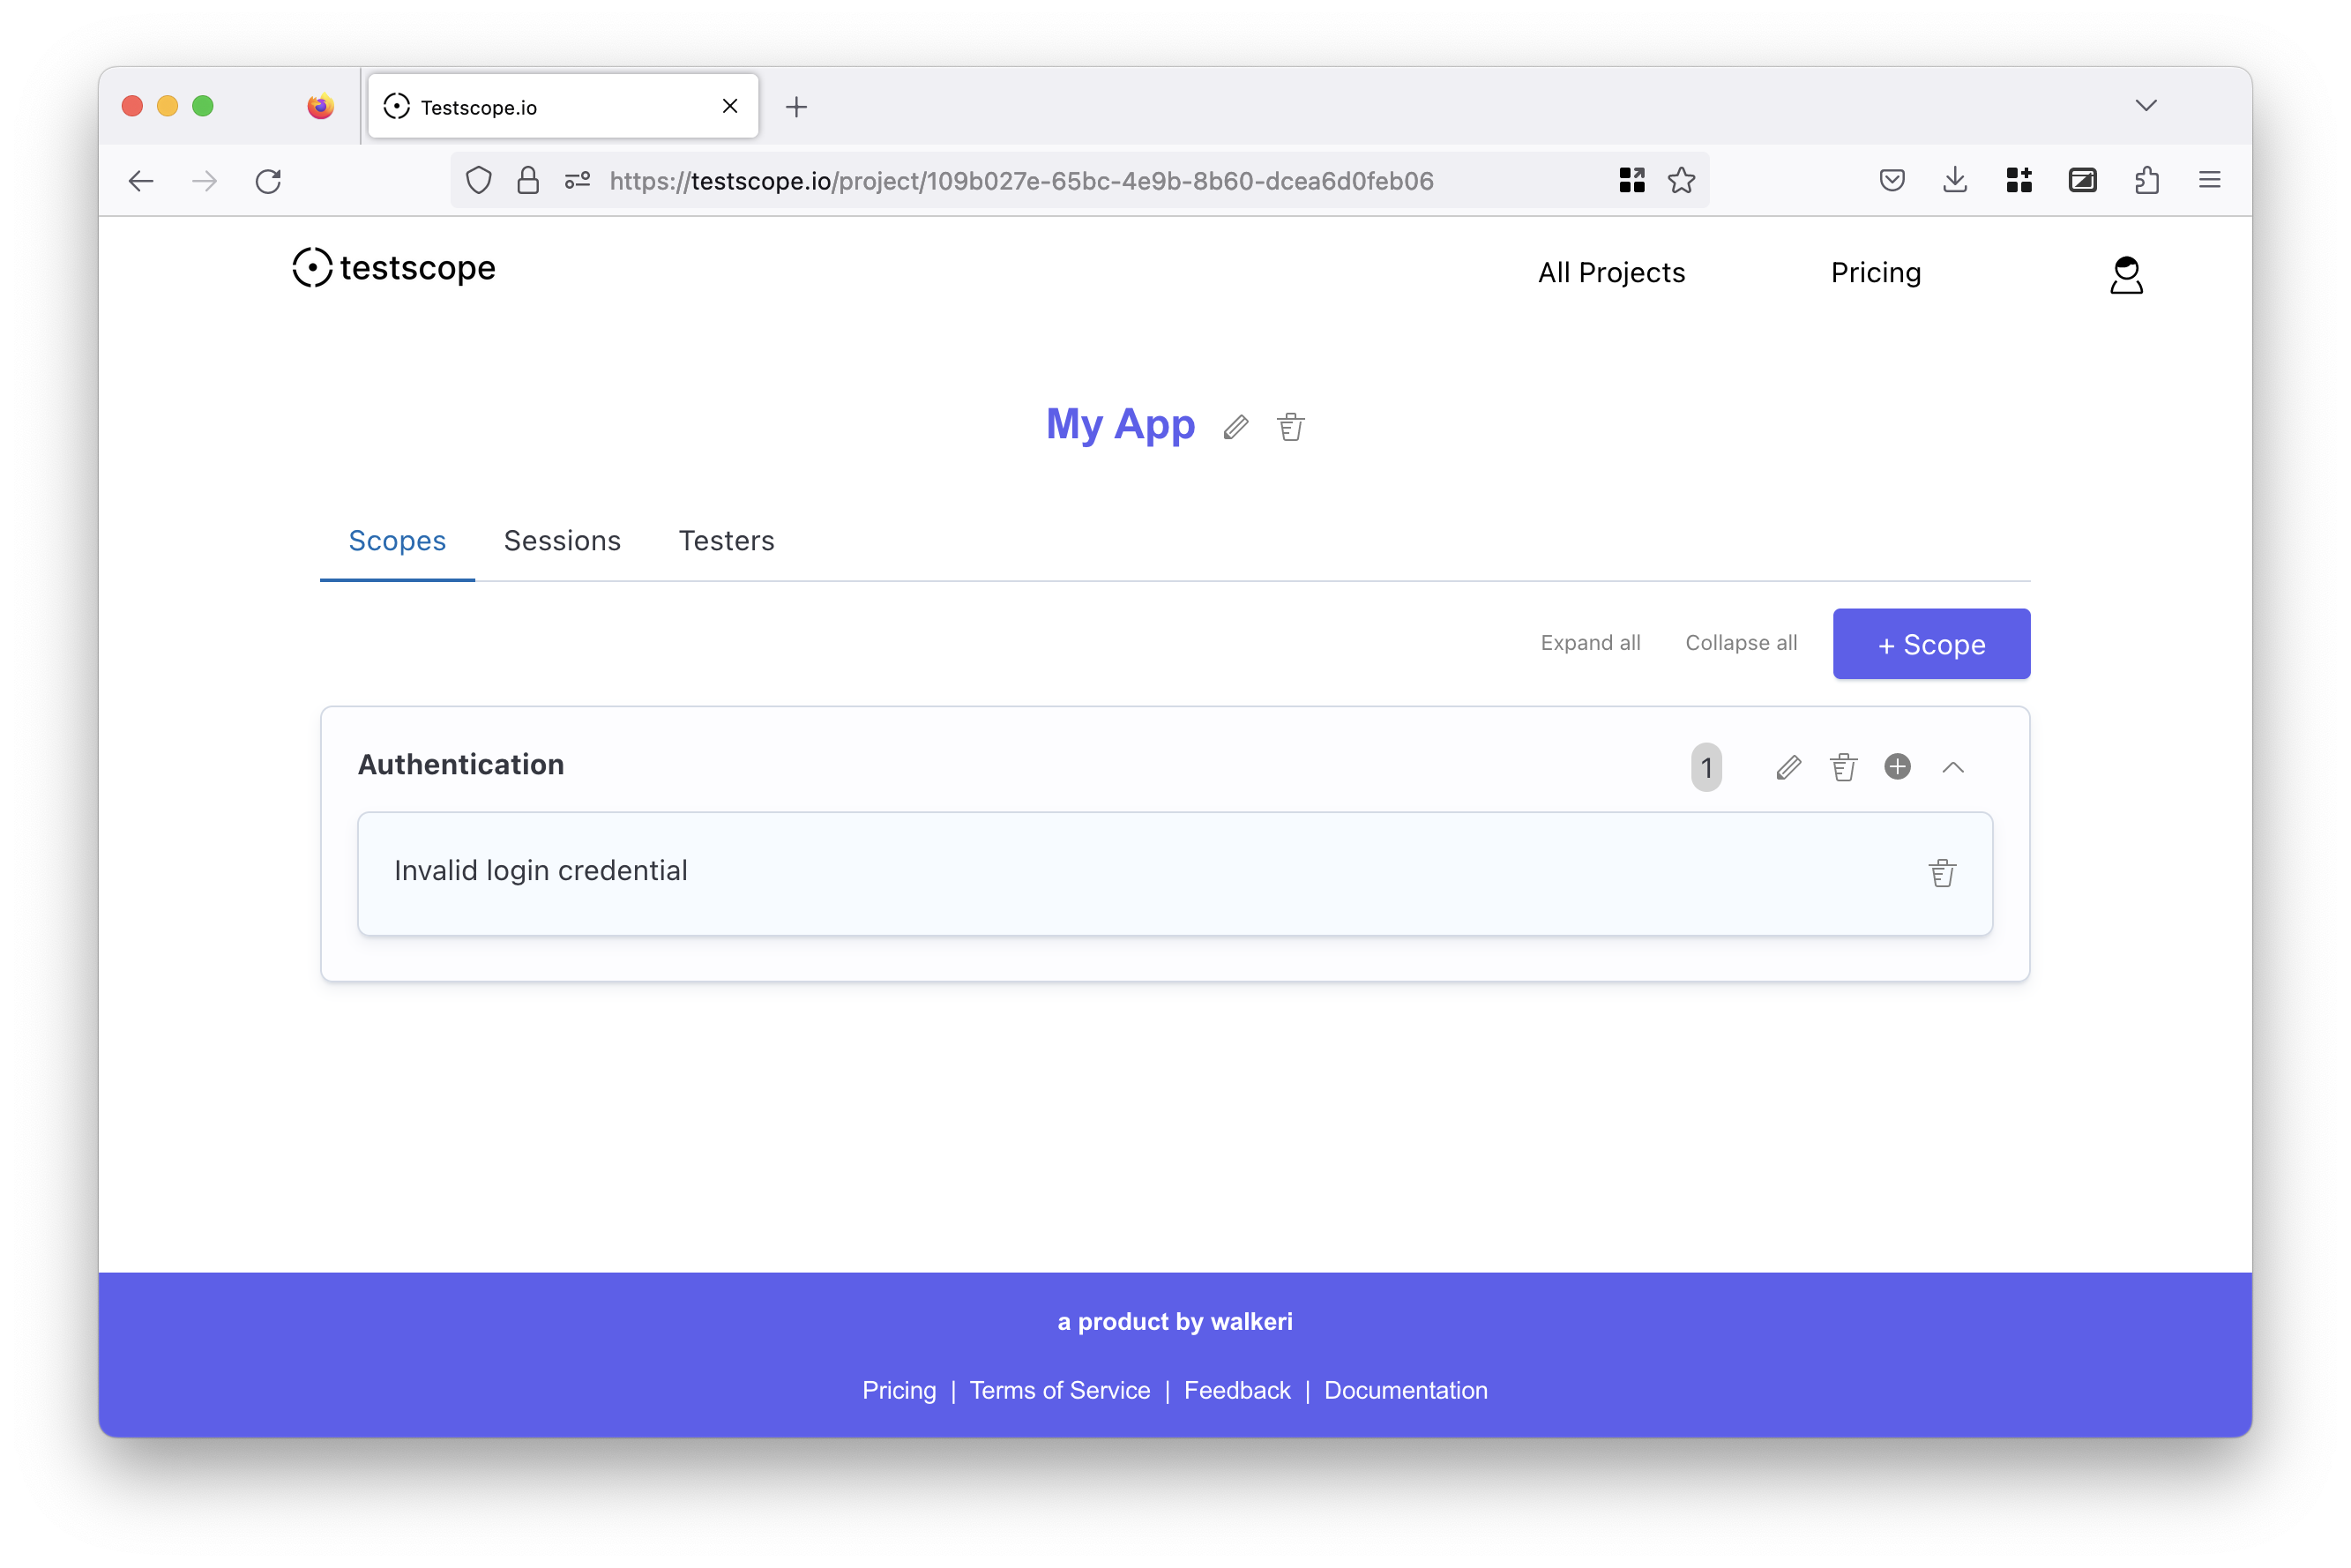 Testscope.io
https://testscope.io/project/109b027e-65bc-4e9b-8b60-dcea6d0feb06
testscope
All Projects
Pricing
My App
Scopes
Sessions
Testers
Expand all
Collapse all
+ Scope
Authentication
1
Invalid login credential
a product by walkeri
Pricing | Terms of Service | Feedback | Documentation